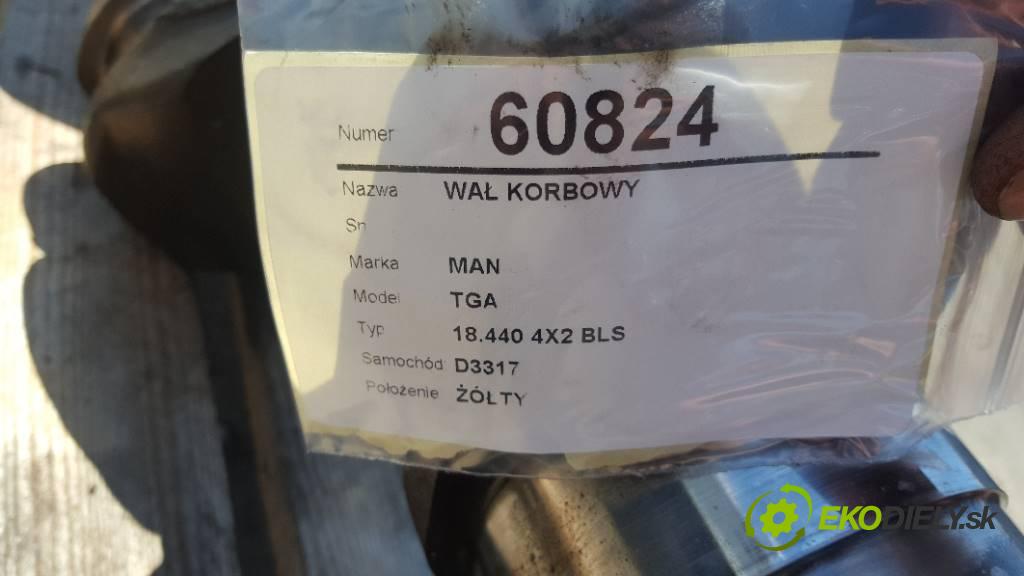 Numer 60824
Nazwa WAŁ KORBOWY
Sn
Marka MAN
Model TGA
Typ 18.440 4X2 BLS
Samochód D3317
Położenie ŻÓŁTY
EKODIELY.sk